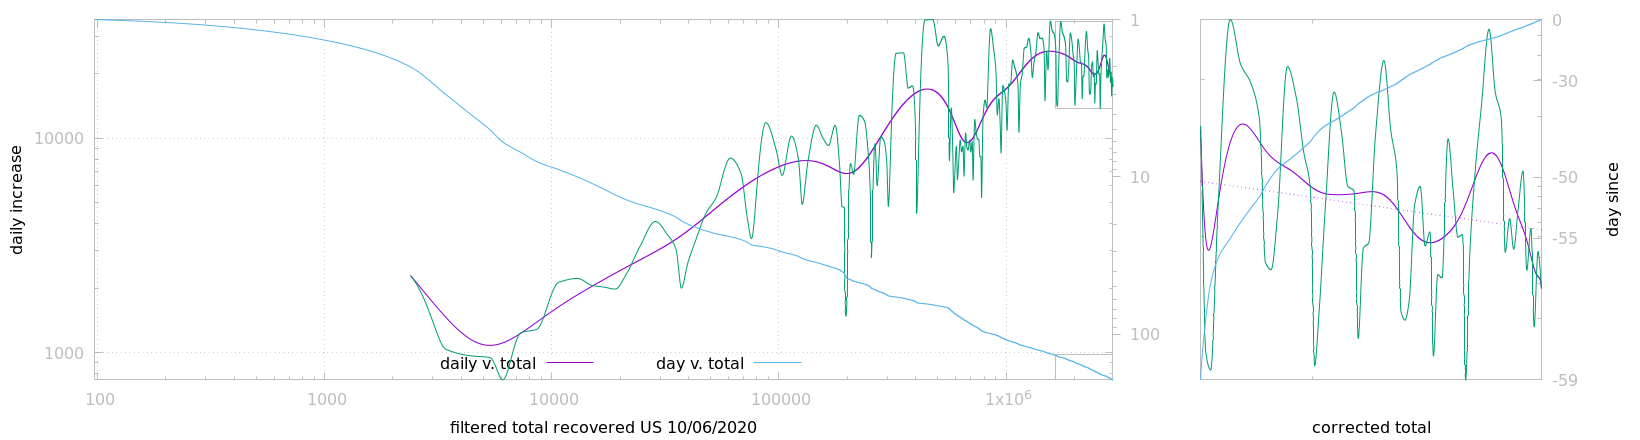 1
0
-30
10000
daily increase
10
-50
day since
-55
100
1000
daily v. total
day v. total
-59
100
1000
10000
100000
1x10⁶
filtered total recovered US 10/06/2020
corrected total